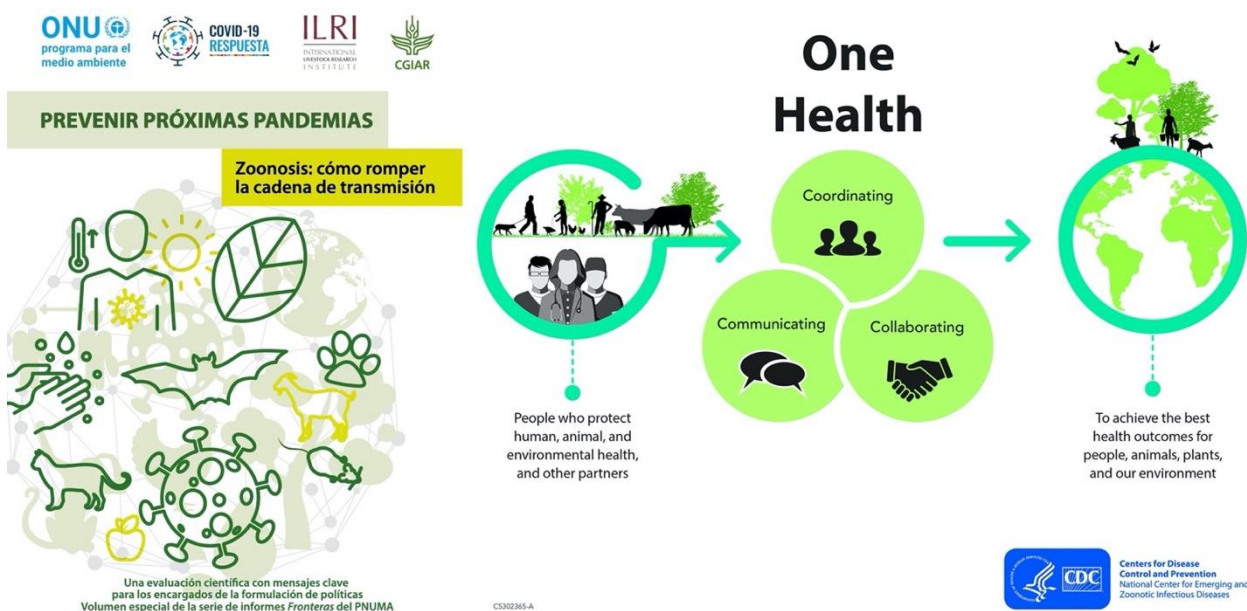 ONU
programa para el
medio ambiente
COVID-19
RESPUESTA
ILRI
INTERNATIONAL
LIVESTOCK RESEARCH
INSTITUTE
CGIAR
PREVENIR PRÓXIMAS PANDEMIAS
Zoonosis: cómo romper
la cadena de transmisión
Una evaluación científica con mensajes clave
para los encargados de la formulación de políticas
Volumen especial de la serie de informes Fronteras del PNUMA
One
Health
Coordinating
Communicating
Collaborating
People who protect
human, animal, and
environmental health,
and other partners
To achieve the best
health outcomes for
people, animals, plants,
and our environment
CS302365-A
CDC
Centers for Disease
Control and Prevention
National Center for Emerging and
Zoonotic Infectious Diseases